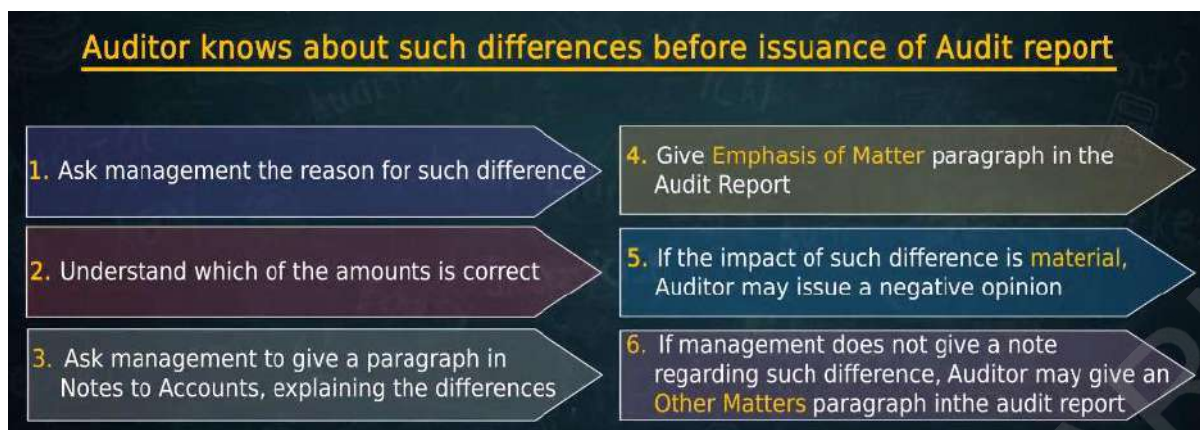 Auditor knows about such differences before issuance of Audit report
1. Ask management the reason for such difference
2. Understand which of the amounts is correct
3. Ask management to give a paragraph in
Notes to Accounts, explaining the differences
4. Give Emphasis of Matter paragraph in the
Audit Report
5. If the impact of such difference is material,
Auditor may issue a negative opinion
6. If management does not give a note
regarding such difference, Auditor may give an
Other Matters paragraph inthe audit report